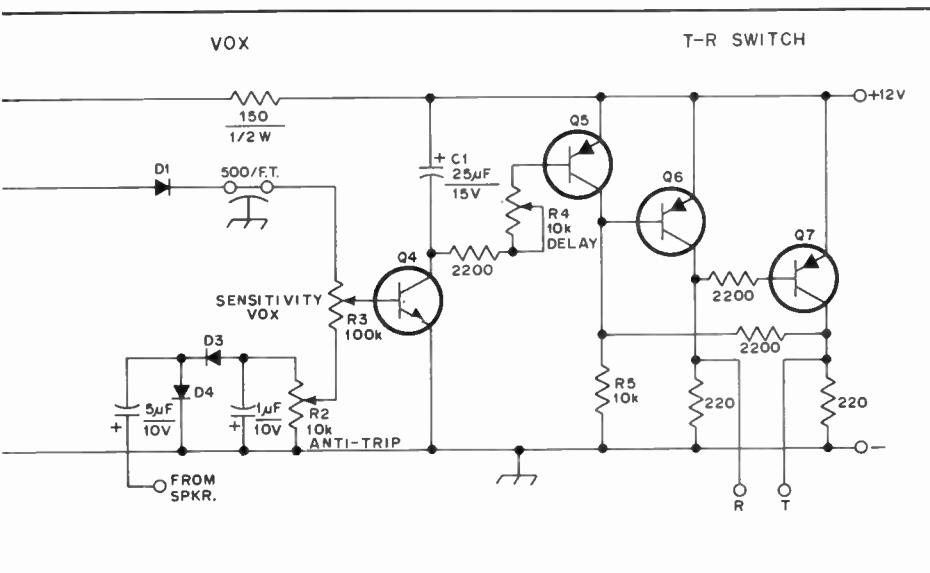 VOX
T-R SWITCH
150
1/2 W
+12V
D1
500/F.T.
+ C1
25µF
15V
Q5
R4
10k
DELAY
Q6
Q7
2200
Q4
2200
SENSITIVITY
VOX
R3
100k
2200
D3
D4
5µF
10V
+
1µF
10V
+
R2
10k
ANTI-TRIP
R5
10k
220
220
-
FROM
SPKR.
R
T